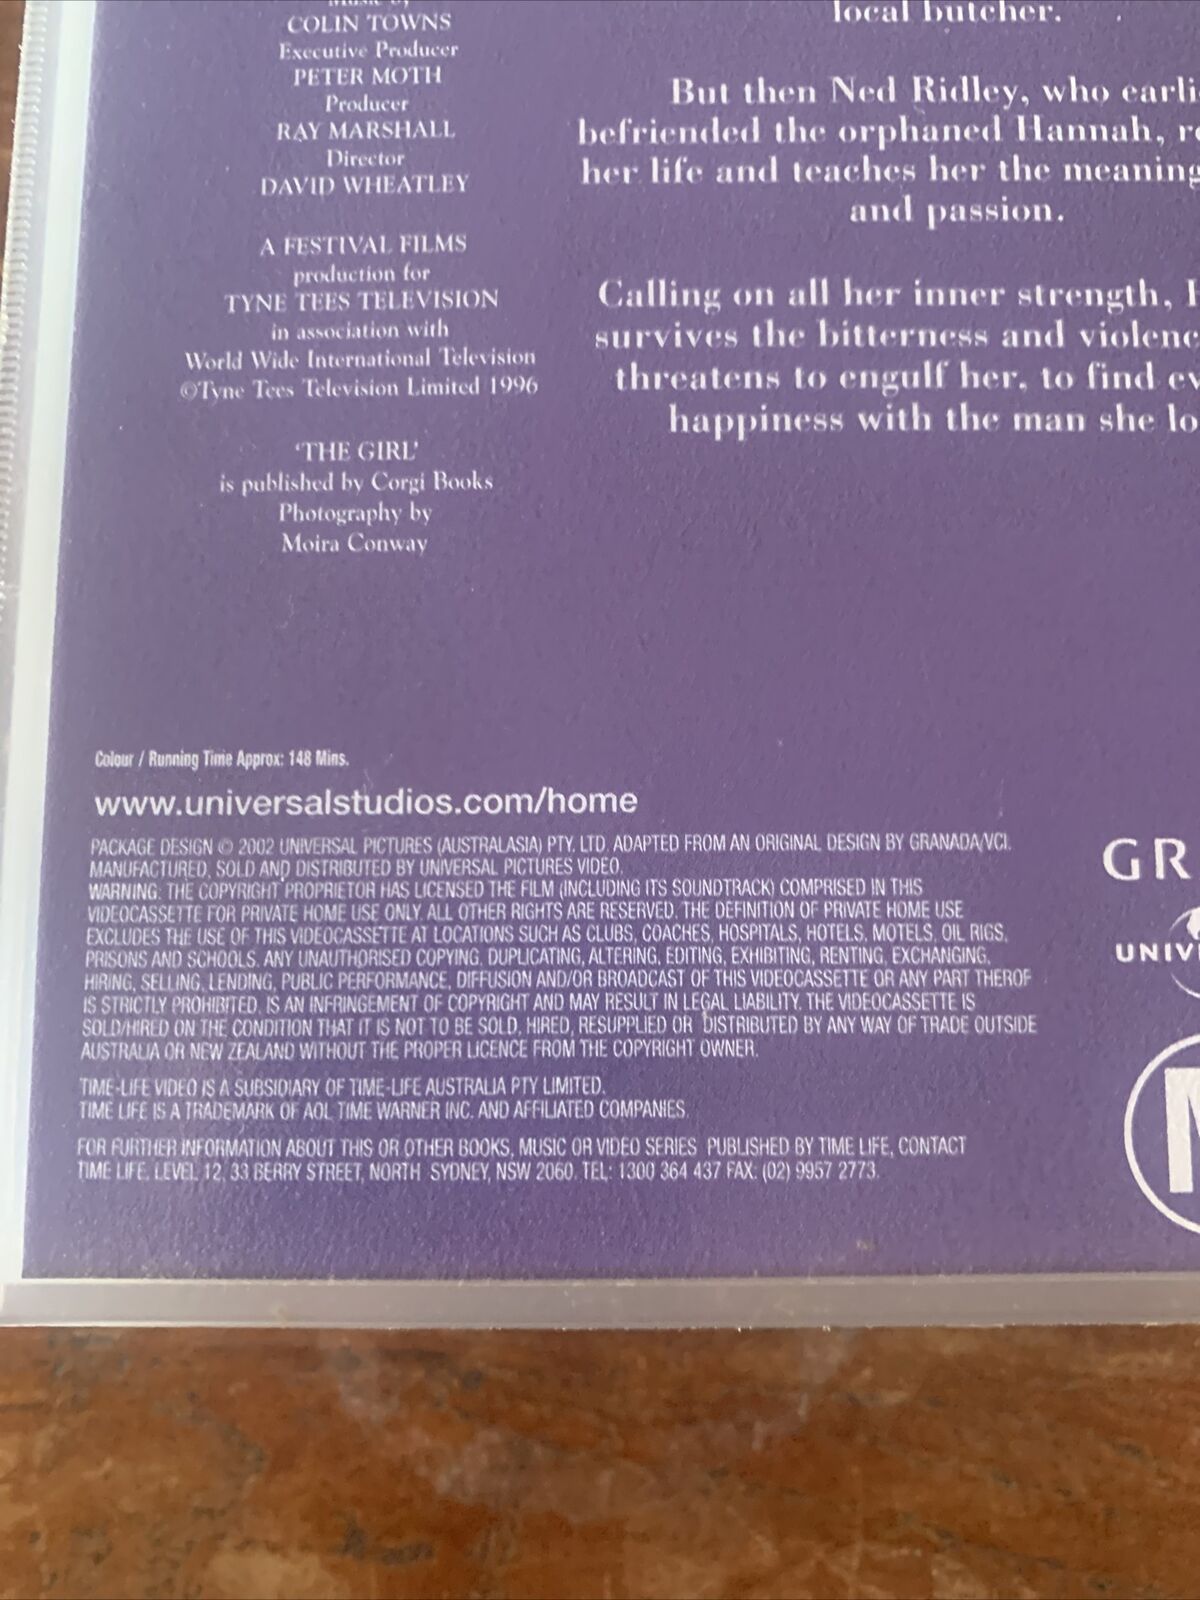 Music by
COLIN TOWNS
Executive Producer
PETER MOTH
Producer
RAY MARSHALL
Director
DAVID WHEATLEY
A FESTIVAL FILMS
production for
TYNE TEES TELEVISION
in association with
World Wide International Television
©Tyne Tees Television Limited 1996
'THE GIRL'
is published by Corgi Books
Photography by
Moira Conway
local butcher.
But then Ned Ridley, who earli
befriended the orphaned Hannah, re
her life and teaches her the meaning
and passion.
Calling on all her inner strength, H
survives the bitterness and violenc
threatens to engulf her, to find ev
happiness with the man she lo
Colour / Running Time Approx: 148 Mins.
www.universalstudios.com/home
PACKAGE DESIGN © 2002 UNIVERSAL PICTURES (AUSTRALASIA) PTY. LTD. ADAPTED FROM AN ORIGINAL DESIGN BY GRANADA/VCI.
MANUFACTURED, SOLD AND DISTRIBUTED BY UNIVERSAL PICTURES VIDEO.
WARNING: THE COPYRIGHT PROPRIETOR HAS LICENSED THE FILM (INCLUDING ITS SOUNDTRACK) COMPRISED IN THIS
VIDEOCASSETTE FOR PRIVATE HOME USE ONLY. ALL OTHER RIGHTS ARE RESERVED. THE DEFINITION OF PRIVATE HOME USE
EXCLUDES THE USE OF THIS VIDEOCASSETTE AT LOCATIONS SUCH AS CLUBS, COACHES, HOSPITALS, HOTELS, MOTELS, OIL RIGS,
PRISONS AND SCHOOLS. ANY UNAUTHORISED COPYING, DUPLICATING, ALTERING, EDITING, EXHIBITING, RENTING, EXCHANGING,
HIRING, SELLING, LENDING, PUBLIC PERFORMANCE, DIFFUSION AND/OR BROADCAST OF THIS VIDEOCASSETTE OR ANY PART THEROF
IS STRICTLY PROHIBITED, IS AN INFRINGEMENT OF COPYRIGHT AND MAY RESULT IN LEGAL LIABILITY. THE VIDEOCASSETTE IS
SOLD/HIRED ON THE CONDITION THAT IT IS NOT TO BE SOLD, HIRED, RESUPPLIED OR DISTRIBUTED BY ANY WAY OF TRADE OUTSIDE
AUSTRALIA OR NEW ZEALAND WITHOUT THE PROPER LICENCE FROM THE COPYRIGHT OWNER.
TIME-LIFE VIDEO IS A SUBSIDIARY OF TIME-LIFE AUSTRALIA PTY LIMITED.
TIME LIFE IS A TRADEMARK OF AOL TIME WARNER INC. AND AFFILIATED COMPANIES.
FOR FURTHER INFORMATION ABOUT THIS OR OTHER BOOKS, MUSIC OR VIDEO SERIES PUBLISHED BY TIME LIFE, CONTACT
TIME LIFE, LEVEL 12, 33 BERRY STREET, NORTH SYDNEY, NSW 2060. TEL: 1300 364 437 FAX: (02) 9957 2773.
GR
UNIV
M